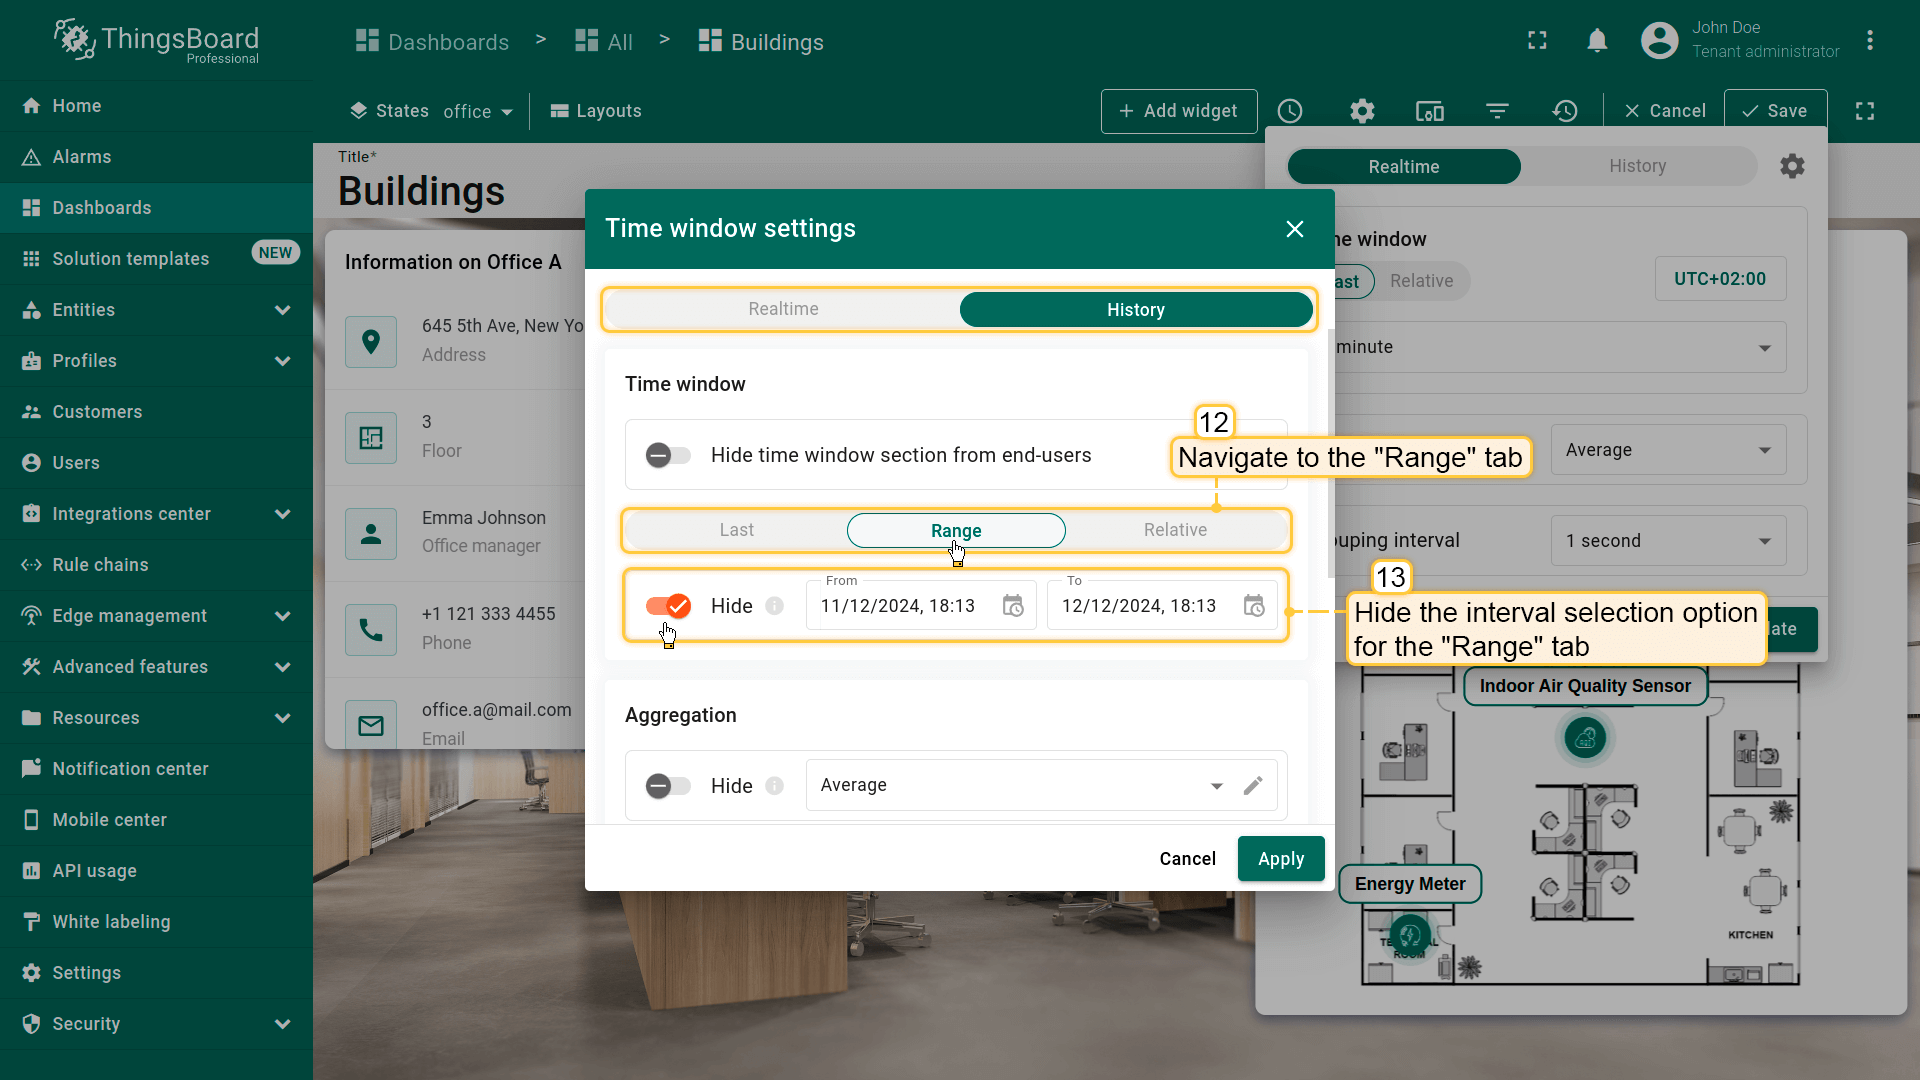 ThingsBoard
Professional
Dashboards > All > Buildings
John Doe
Tenant administrator
Home
Alarms
Dashboards
Solution templates NEW
Entities
Profiles
Customers
Users
Integrations center
Rule chains
Edge management
Advanced features
Resources
Notification center
Mobile center
API usage
White labeling
Settings
Security
States office
Layouts
+ Add widget
Cancel
Save
Title*
Buildings
Information on Office A
645 5th Ave, New Yo
Address
3
Floor
Emma Johnson
Office manager
+1 121 333 4455
Phone
office.a@mail.com
Email
Time window settings
Realtime History
Time window
Hide time window section from end-users
12
Navigate to the "Range" tab
Last Range Relative
Hide
From
11/12/2024, 18:13
To
12/12/2024, 18:13
13
Hide the interval selection option
for the "Range" tab
Aggregation
Hide
Average
Cancel
Apply
Realtime History
ne window
ast Relative
UTC+02:00
minute
Average
uping interval
1 second
ate
Indoor Air Quality Sensor
Energy Meter
KITCHEN
ROOM